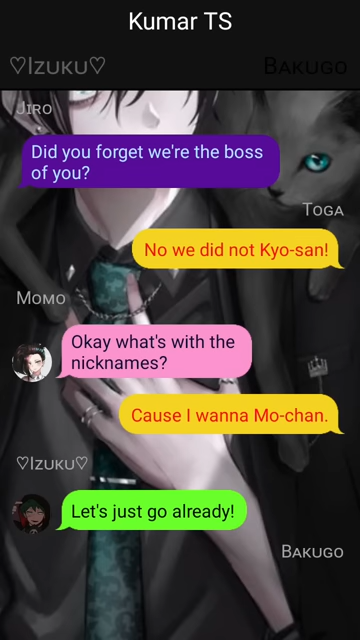 Kumar TS
♡Izuku♡
Bakugo
Jiro
Did you forget we're the boss
of you?
Toga
No we did not Kyo-san!
Momo
Okay what's with the
nicknames?
Cause I wanna Mo-chan.
♡Izuku♡
Let's just go already!
Bakugo